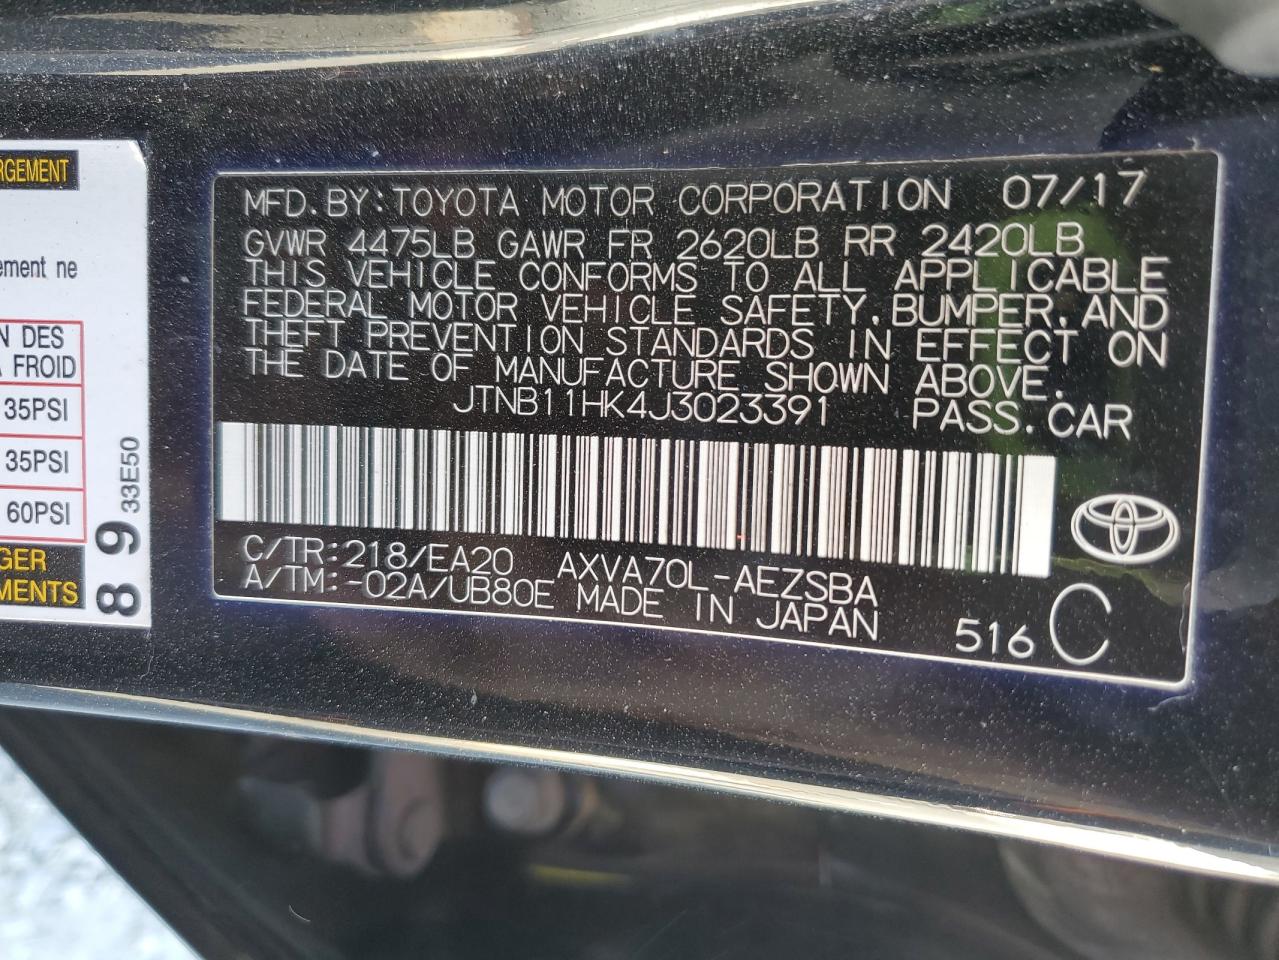 RGEMENT
ement ne
N DES
A FROID
35PSI
35PSI
60PSI
GER
MENTS
33E50
89
MFD.BY:TOYOTA MOTOR CORPORATION 07/17
GVWR 4475LB GAWR FR 2620LB RR 2420LB
THIS VEHICLE CONFORMS TO ALL APPLICABLE
FEDERAL MOTOR VEHICLE SAFETY,BUMPER,AND
THEFT PREVENTION STANDARDS IN EFFECT ON
THE DATE OF MANUFACTURE SHOWN ABOVE.
JTNB11HK4J3023391 PASS.CAR
C/TR:218/EA20 AXVA70L-AEZSBA
A/TM:-02A/UB80E MADE IN JAPAN
516 C